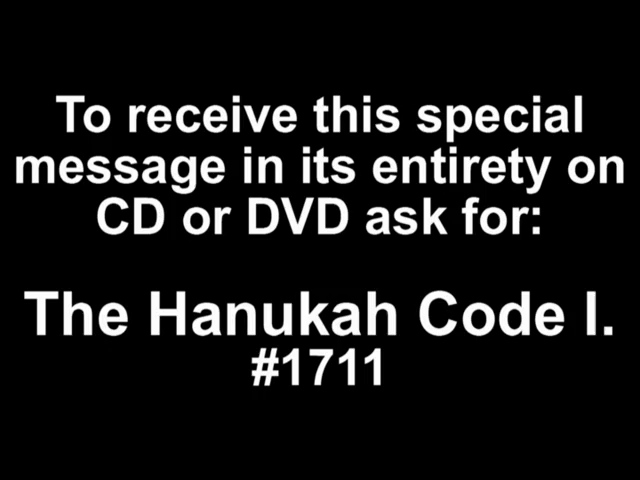 To receive this special
message in its entirety on
CD or DVD ask for:
The Hanukah Code I.
#1711